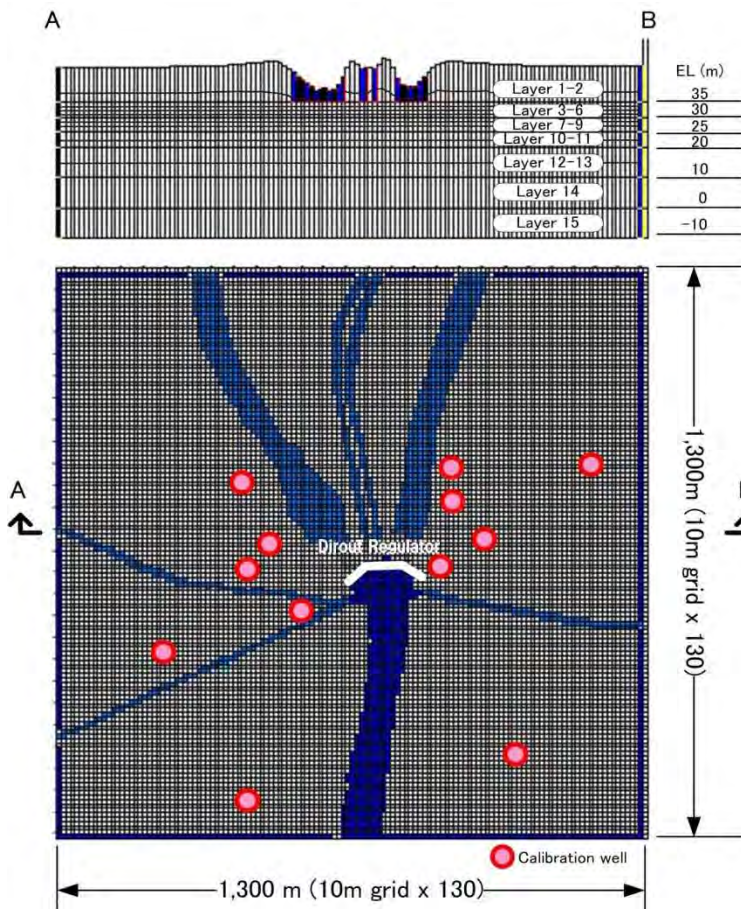 A
B
EL (m)
Layer 1-2
35
Layer 3-6
30
Layer 7-9
25
Layer 10-11
20
Layer 12-13
10
Layer 14
0
Layer 15
-10
A
Dirout Regulator
1,300m (10m grid x 130)
Calibration well
1,300 m (10m grid x 130)